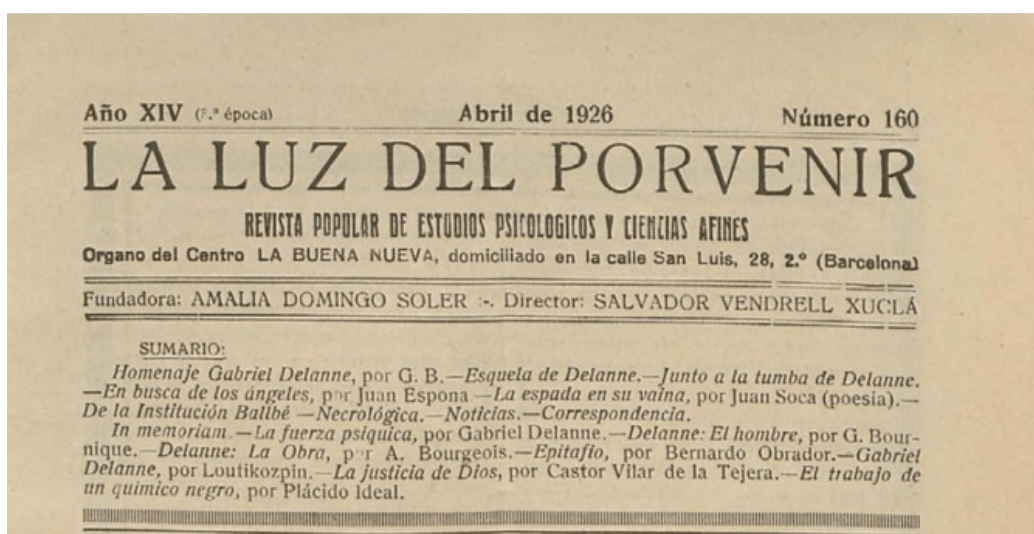 Año XIV (2.ª época) Abril de 1926 Número 160
LA LUZ DEL PORVENIR
REVISTA POPULAR DE ESTUDIOS PSICOLOGICOS Y CIENCIAS AFINES
Organo del Centro LA BUENA NUEVA, domiciliado en la calle San Luis, 28, 2.º (Barcelona)
Fundadora: AMALIA DOMINGO SOLER :-. Director: SALVADOR VENDRELL XUCLÁ
SUMARIO:
Homenaje Gabriel Delanne, por G. B.—Esquela de Delanne.—Junto a la tumba de Delanne.
—En busca de los ángeles, por Juan Espona —La espada en su vaina, por Juan Soca (poesía).—
De la Institución Ballbé —Necrológica.—Noticias.—Correspondencia.
In memoriam.—La fuerza psiquica, por Gabriel Delanne.—Delanne: El hombre, por G. Bour-
nique.—Delanne: La Obra, por A. Bourgeois.—Epitafio, por Bernardo Obrador.—Gabriel
Delanne, por Loutikozpin.—La justicia de Dios, por Castor Vilar de la Tejera.—El trabajo de
un quimico negro, por Plácido Ideal.